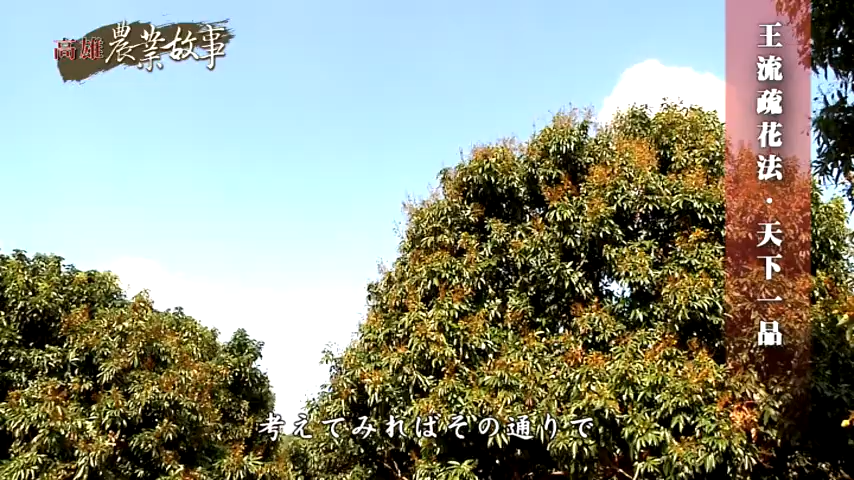 高雄農業故事
王流疏花法・天下一品
考えてみればその通りで